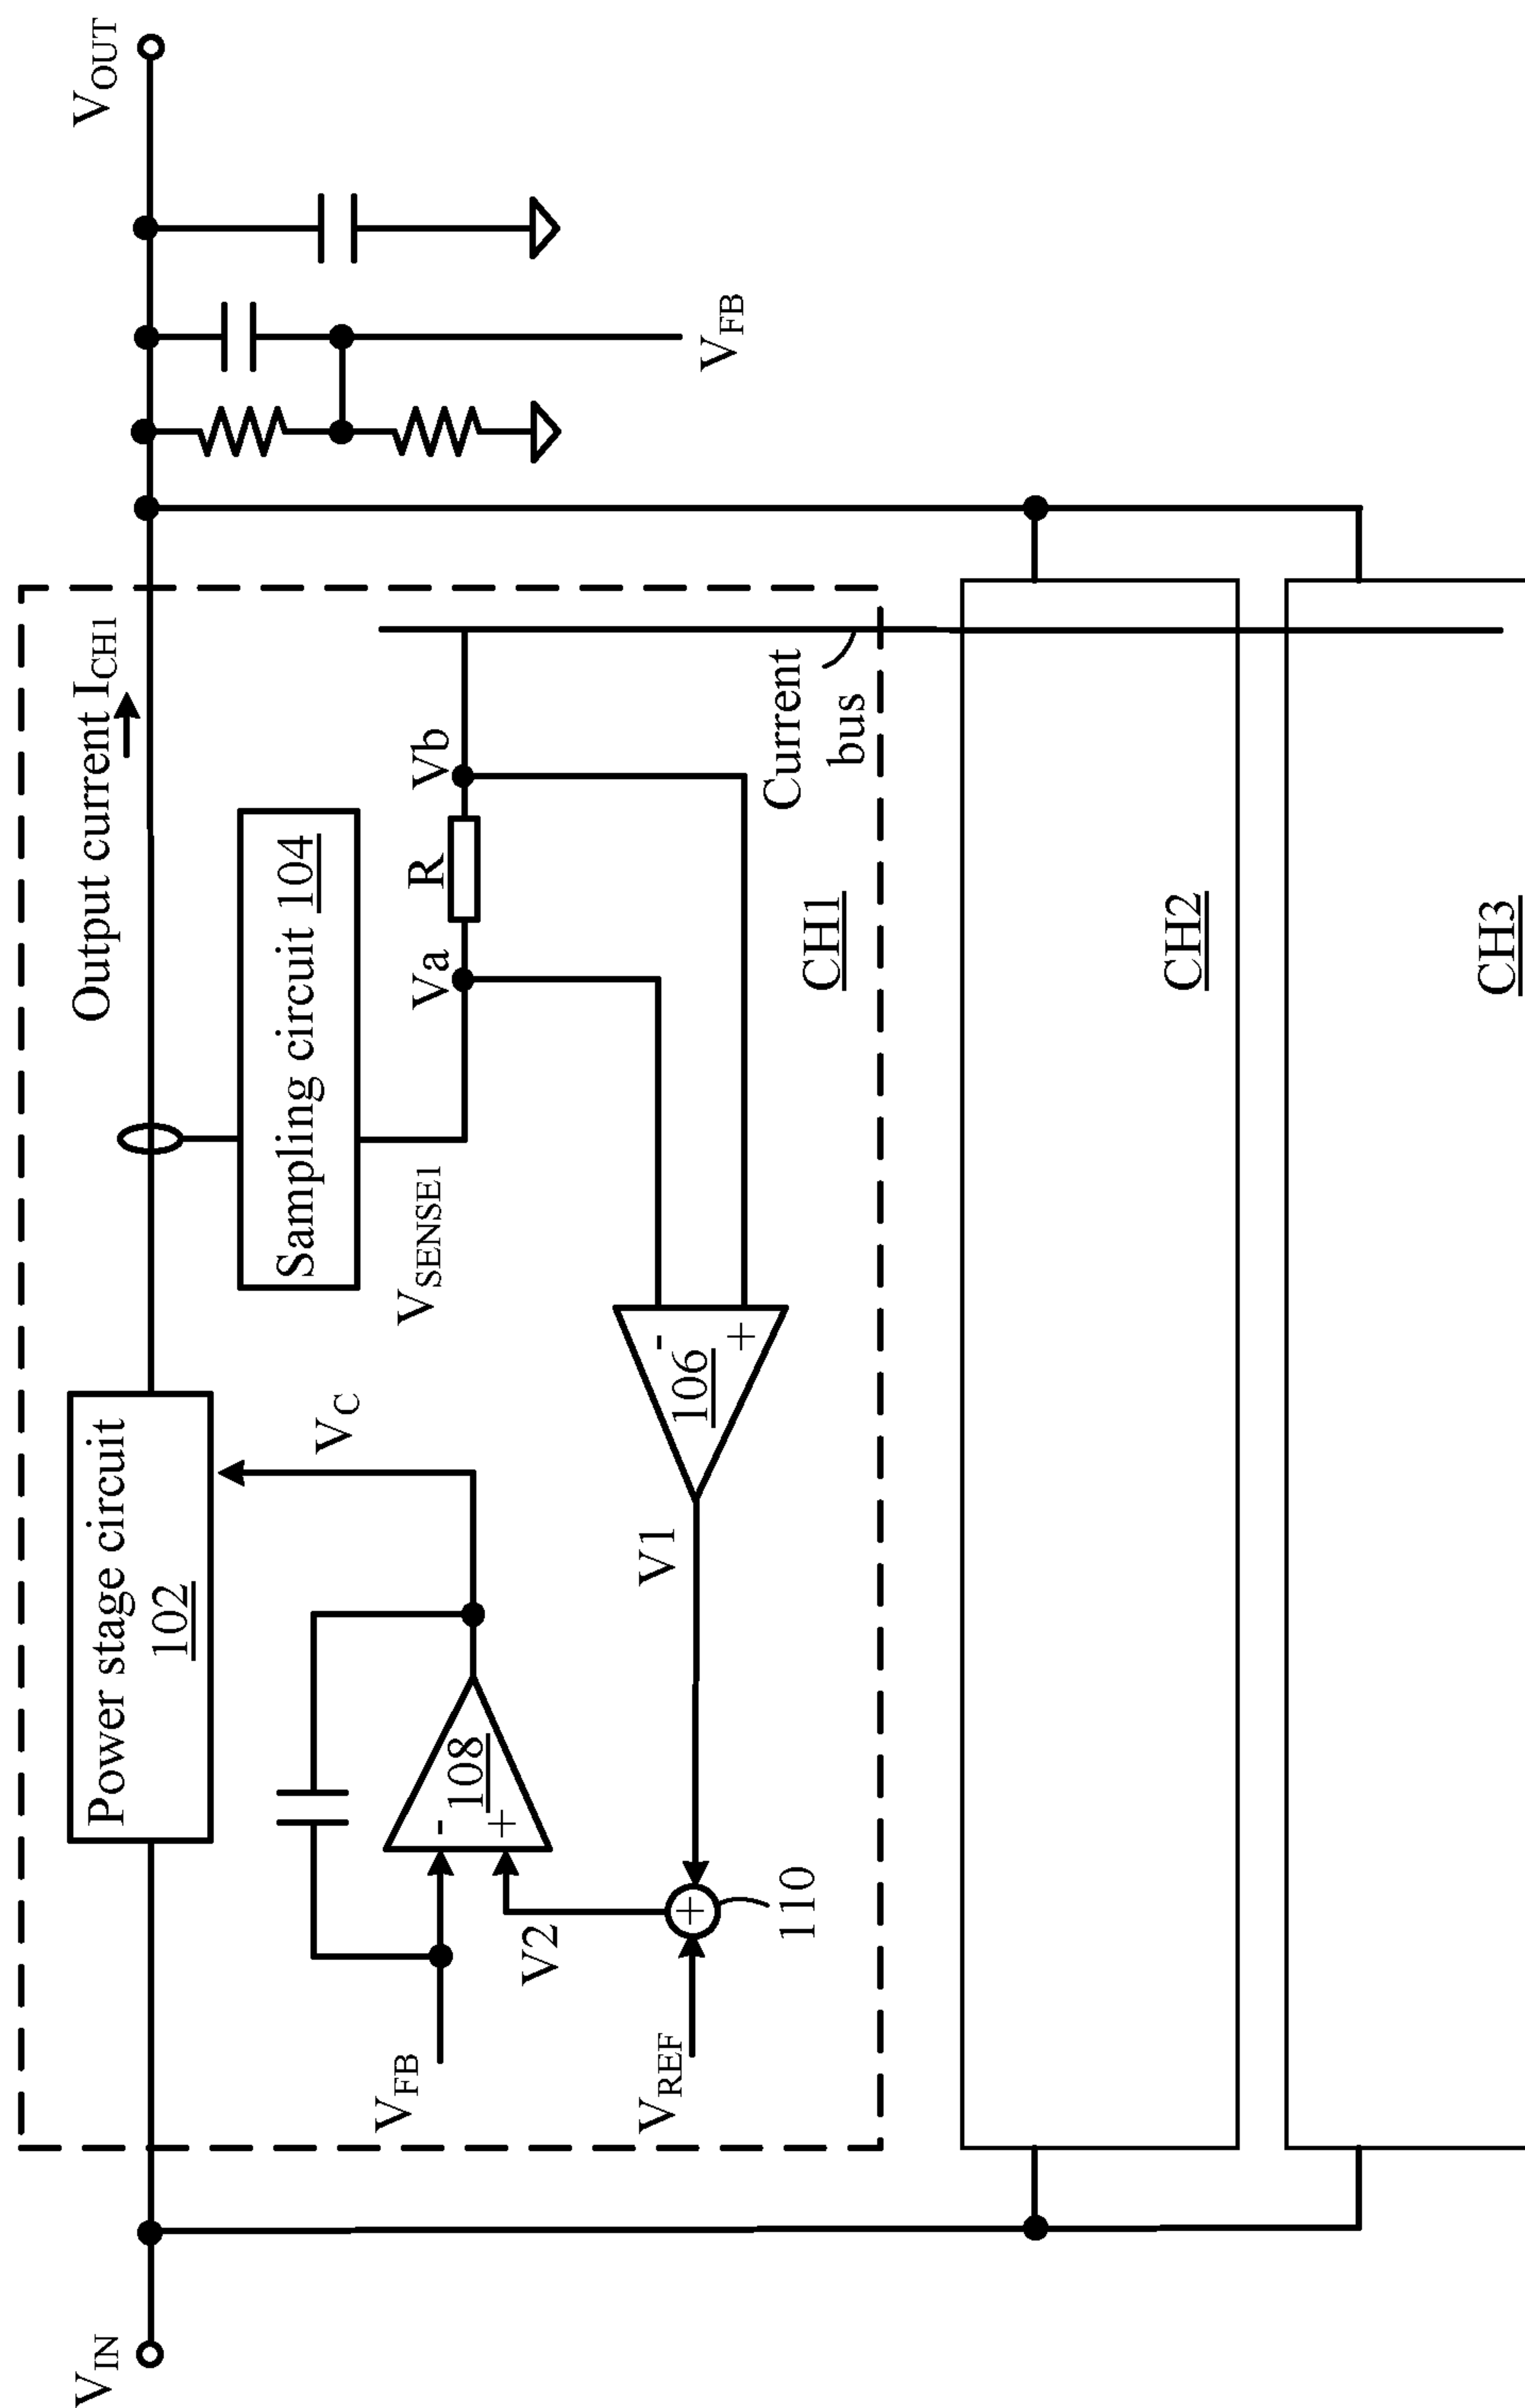 VIN
VOUT
Power stage circuit
102
Output current ICH1
Sampling circuit 104
VC
VSENSE1
Va
R
Vb
VFB
-
+
108
V2
VREF
110
V1
-
+
106
+
Current
bus
VFB
CH1
CH2
CH3